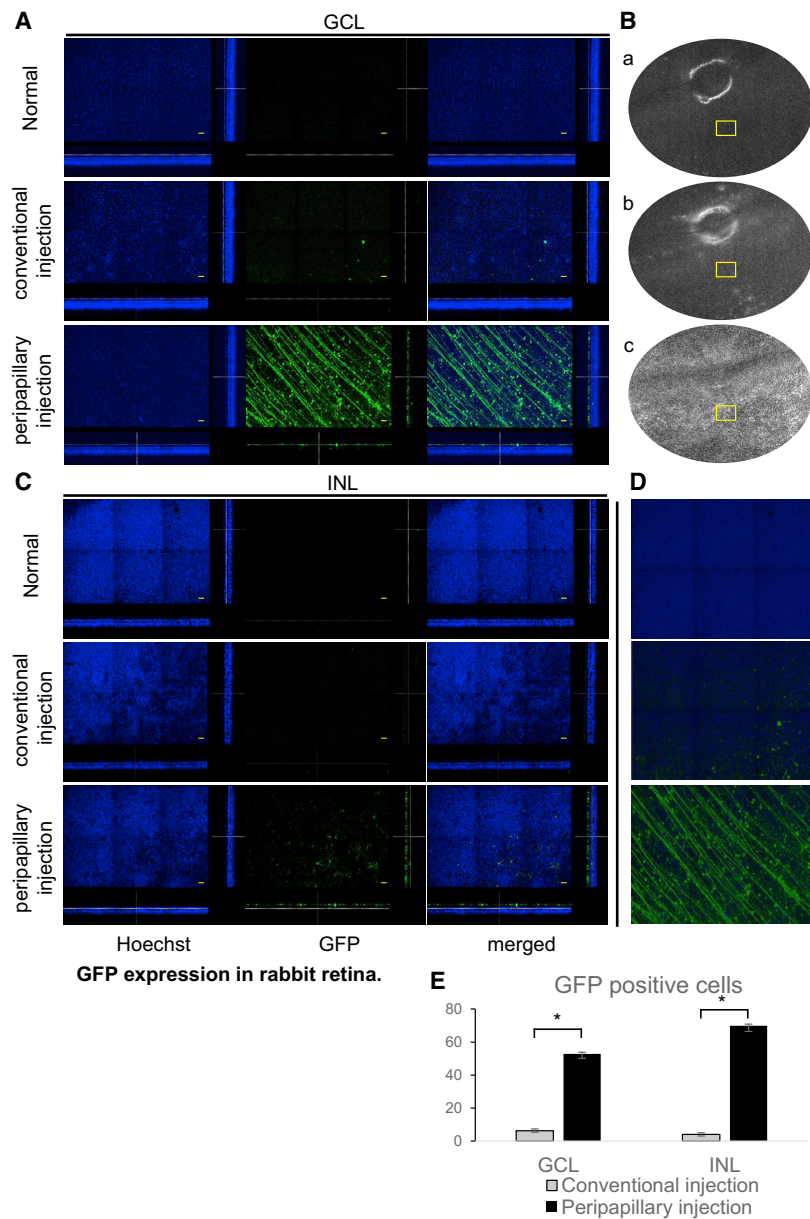 A
GCL
Normal
conventional
injection
peripapillary
injection
B
a
b
c
C
INL
Normal
conventional
injection
peripapillary
injection
Hoechst
GFP
merged
D
GFP expression in rabbit retina.
E
GFP positive cells
80
60
40
20
0
*
*
GCL
INL
Conventional injection
Peripapillary injection